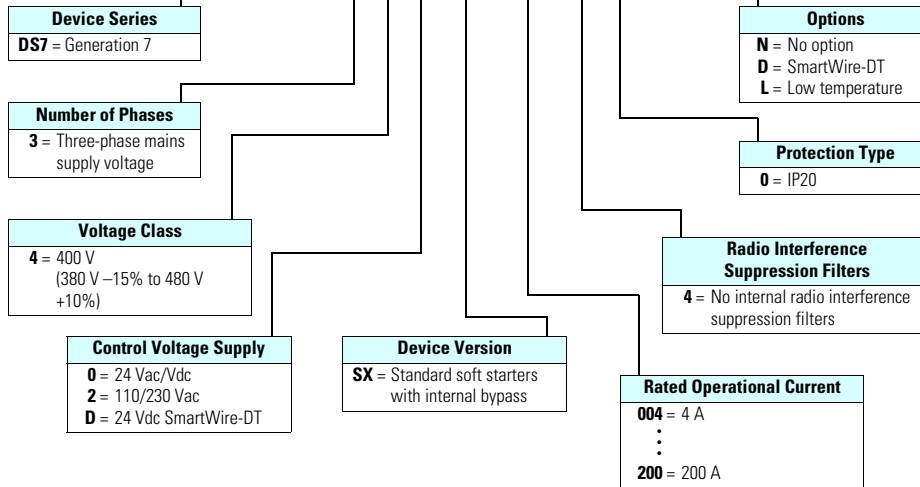 Device Series
DS7 = Generation 7
Number of Phases
3 = Three-phase mains
supply voltage
Voltage Class
4 = 400 V
(380 V –15% to 480 V
+10%)
Control Voltage Supply
0 = 24 Vac/Vdc
2 = 110/230 Vac
D = 24 Vdc SmartWire-DT
Device Version
SX = Standard soft starters
with internal bypass
Options
N = No option
D = SmartWire-DT
L = Low temperature
Protection Type
0 = IP20
Radio Interference
Suppression Filters
4 = No internal radio interference
suppression filters
Rated Operational Current
004 = 4 A
•
•
•
200 = 200 A